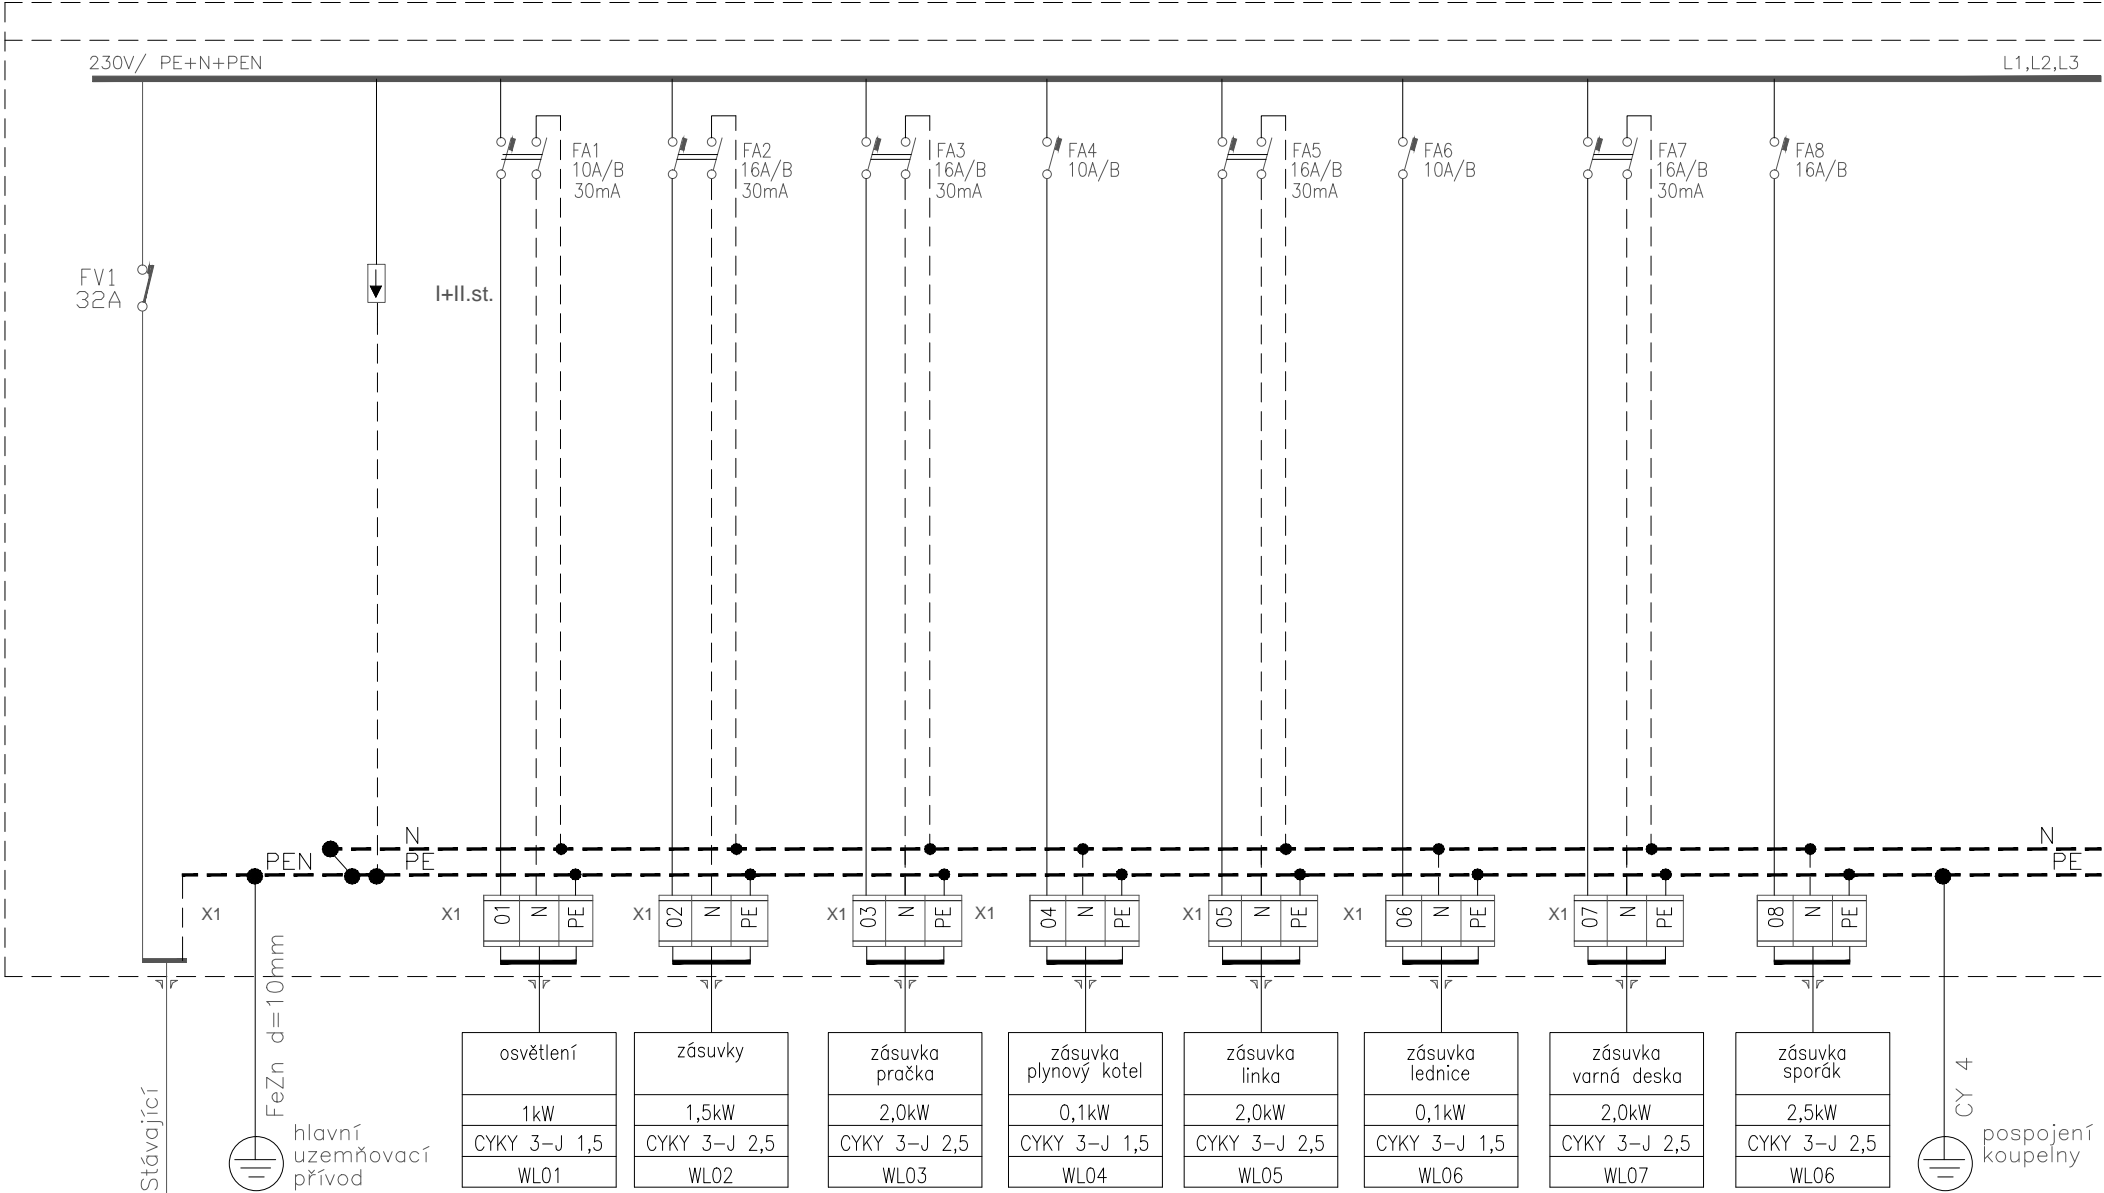 230V/ PE+N+PEN
L1,L2,L3
FV1
32A
I+II.st.
FA1
10A/B
30mA
FA2
16A/B
30mA
FA3
16A/B
30mA
FA4
10A/B
FA5
16A/B
30mA
FA6
10A/B
FA7
16A/B
30mA
FA8
16A/B
PEN
N
PE
N
PE
X1
X1
01
N
PE
X1
02
N
PE
X1
03
N
PE
X1
04
N
PE
X1
05
N
PE
X1
06
N
PE
X1
07
N
PE
08
N
PE
Stávající
FeZn d=10mm
hlavní
uzemňovací
přívod
osvětlení
1kW
CYKY 3-J 1,5
WL01
zásuvky
1,5kW
CYKY 3-J 2,5
WL02
zásuvka
pračka
2,0kW
CYKY 3-J 2,5
WL03
zásuvka
plynový kotel
0,1kW
CYKY 3-J 1,5
WL04
zásuvka
linka
2,0kW
CYKY 3-J 2,5
WL05
zásuvka
lednice
0,1kW
CYKY 3-J 1,5
WL06
zásuvka
varná deska
2,0kW
CYKY 3-J 2,5
WL07
zásuvka
sporák
2,5kW
CYKY 3-J 2,5
WL06
CY 4
pospojení
koupelny